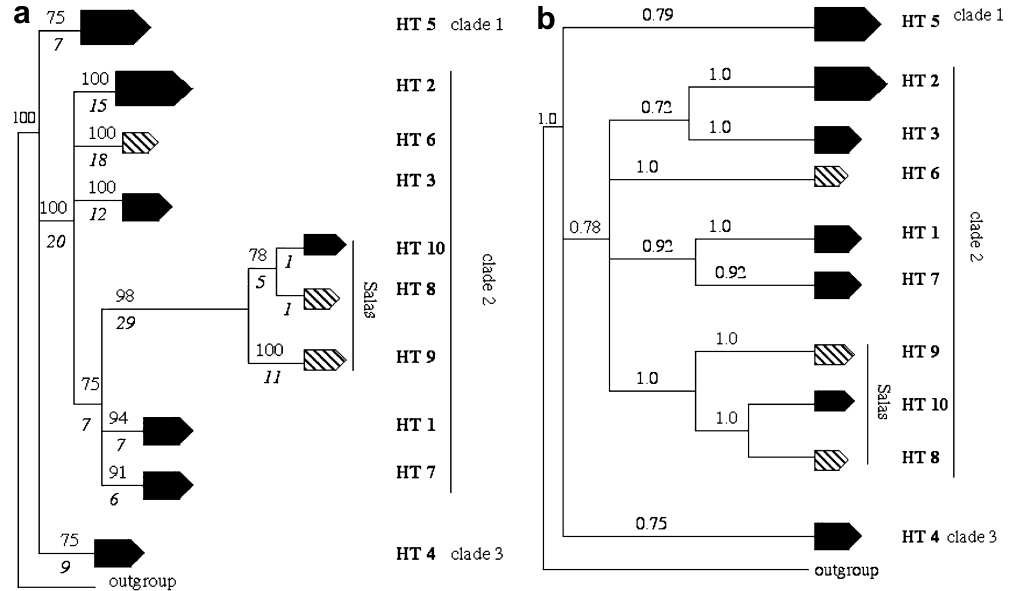 a
75
7
HT 5 clade 1
100
15
HT 2
100
100
18
HT 6
100
12
HT 3
100
20
78
5
1
HT 10
1
HT 8
Salas
clade 2
98
29
100
11
HT 9
75
7
94
7
HT 1
91
6
HT 7
75
9
HT 4 clade 3
outgroup
b
0.79
HT 5 clade 1
1.0
HT 2
0.72
1.0
1.0
HT 3
1.0
HT 6
0.78
1.0
HT 1
0.92
0.92
HT 7
clade 2
1.0
HT 9
1.0
Salas
HT 10
1.0
HT 8
0.75
HT 4 clade 3
outgroup